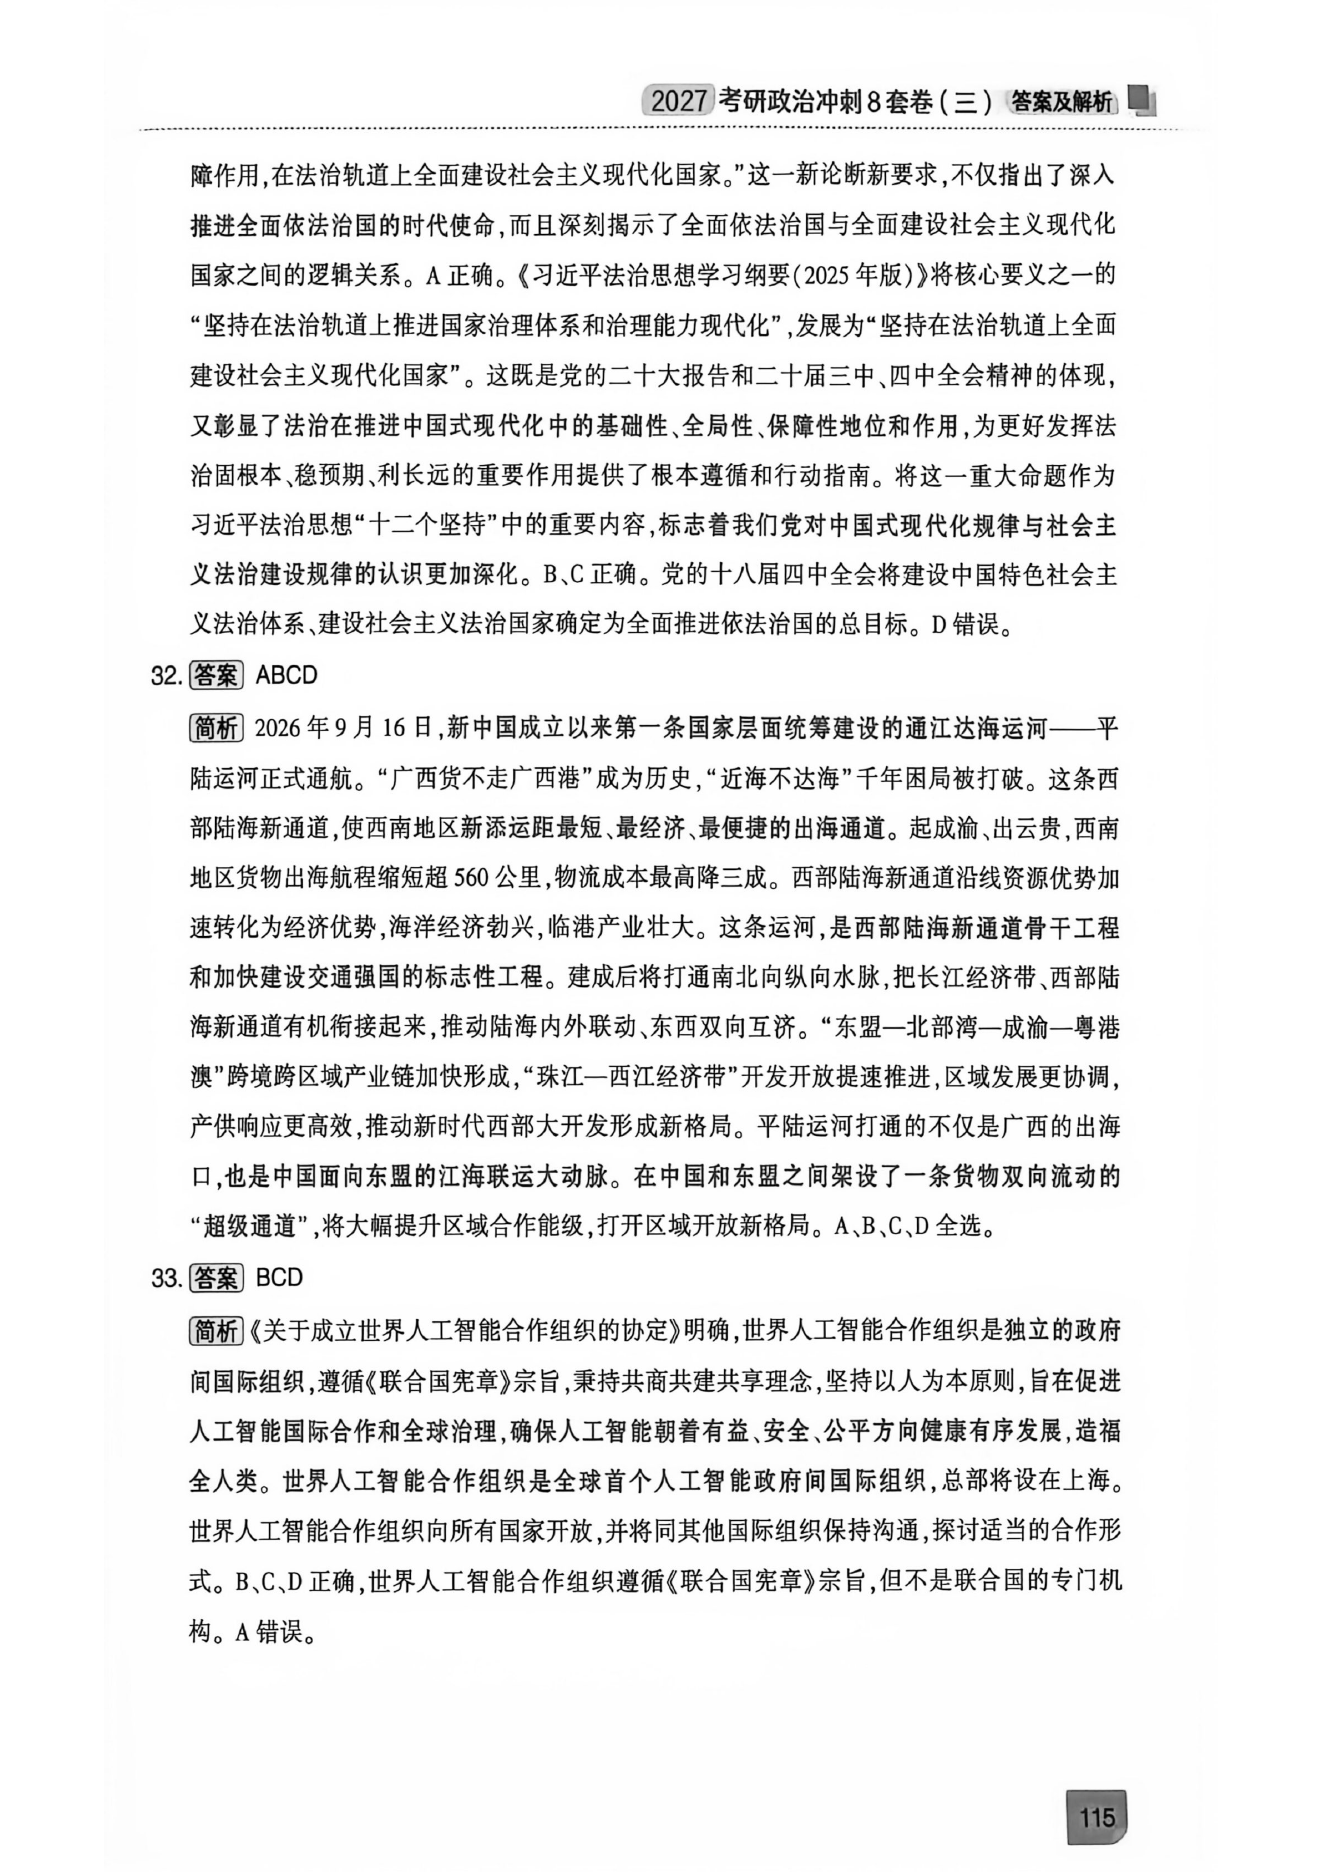 2027 考研政治冲刺8套卷(三) 答案及解析
障作用,在法治轨道上全面建设社会主义现代化国家。”这一新论断新要求,不仅指出了深入
推进全面依法治国的时代使命,而且深刻揭示了全面依法治国与全面建设社会主义现代化
国家之间的逻辑关系。A 正确。《习近平法治思想学习纲要(2025 年版)》将核心要义之一的
“坚持在法治轨道上推进国家治理体系和治理能力现代化”,发展为“坚持在法治轨道上全面
建设社会主义现代化国家”。这既是党的二十大报告和二十届三中、四中全会精神的体现,
又彰显了法治在推进中国式现代化中的基础性、全局性、保障性地位和作用,为更好发挥法
治固根本、稳预期、利长远的重要作用提供了根本遵循和行动指南。将这一重大命题作为
习近平法治思想“十二个坚持”中的重要内容,标志着我们党对中国式现代化规律与社会主
义法治建设规律的认识更加深化。B、C 正确。党的十八届四中全会将建设中国特色社会主
义法治体系、建设社会主义法治国家确定为全面推进依法治国的总目标。D 错误。
32. 答案 ABCD
简析 2026 年 9 月 16 日,新中国成立以来第一条国家层面统筹建设的通江达海运河——平
陆运河正式通航。“广西货不走广西港”成为历史,“近海不达海”千年困局被打破。这条西
部陆海新通道,使西南地区新添运距最短、最经济、最便捷的出海通道。起成渝、出云贵,西南
地区货物出海航程缩短超 560 公里,物流成本最高降三成。西部陆海新通道沿线资源优势加
速转化为经济优势,海洋经济勃兴,临港产业壮大。这条运河,是西部陆海新通道骨干工程
和加快建设交通强国的标志性工程。建成后将打通南北向纵向水脉,把长江经济带、西部陆
海新通道有机衔接起来,推动陆海内外联动、东西双向互济。“东盟—北部湾—成渝—粤港
澳”跨境跨区域产业链加快形成,“珠江—西江经济带”开发开放提速推进,区域发展更协调,
产供响应更高效,推动新时代西部大开发形成新格局。平陆运河打通的不仅是广西的出海
口,也是中国面向东盟的江海联运大动脉。在中国和东盟之间架设了一条货物双向流动的
“超级通道”,将大幅提升区域合作能级,打开区域开放新格局。A、B、C、D 全选。
33. 答案 BCD
简析《关于成立世界人工智能合作组织的协定》明确,世界人工智能合作组织是独立的政府
间国际组织,遵循《联合国宪章》宗旨,秉持共商共建共享理念,坚持以人为本原则,旨在促进
人工智能国际合作和全球治理,确保人工智能朝着有益、安全、公平方向健康有序发展,造福
全人类。世界人工智能合作组织是全球首个人工智能政府间国际组织,总部将设在上海。
世界人工智能合作组织向所有国家开放,并将同其他国际组织保持沟通,探讨适当的合作形
式。B、C、D 正确,世界人工智能合作组织遵循《联合国宪章》宗旨,但不是联合国的专门机
构。A 错误。
115